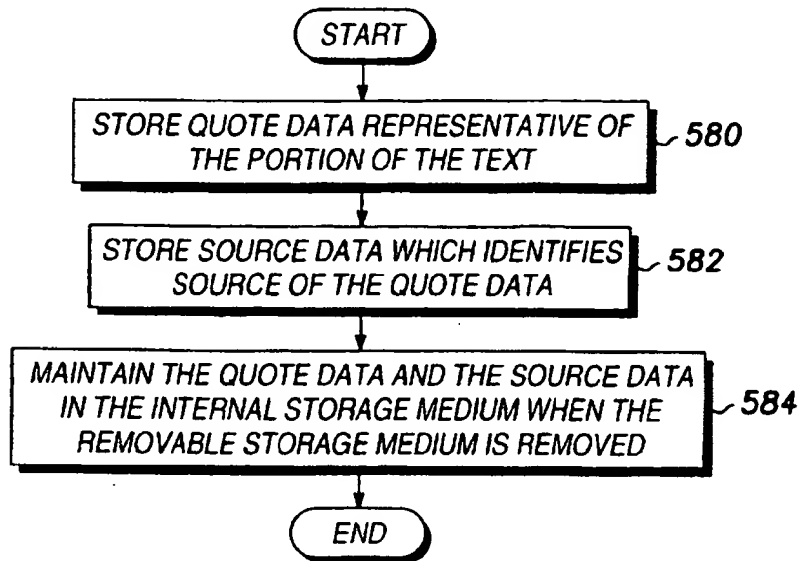 START
STORE QUOTE DATA REPRESENTATIVE OF
THE PORTION OF THE TEXT
580
STORE SOURCE DATA WHICH IDENTIFIES
SOURCE OF THE QUOTE DATA
582
MAINTAIN THE QUOTE DATA AND THE SOURCE DATA
IN THE INTERNAL STORAGE MEDIUM WHEN THE
REMOVABLE STORAGE MEDIUM IS REMOVED
584
END